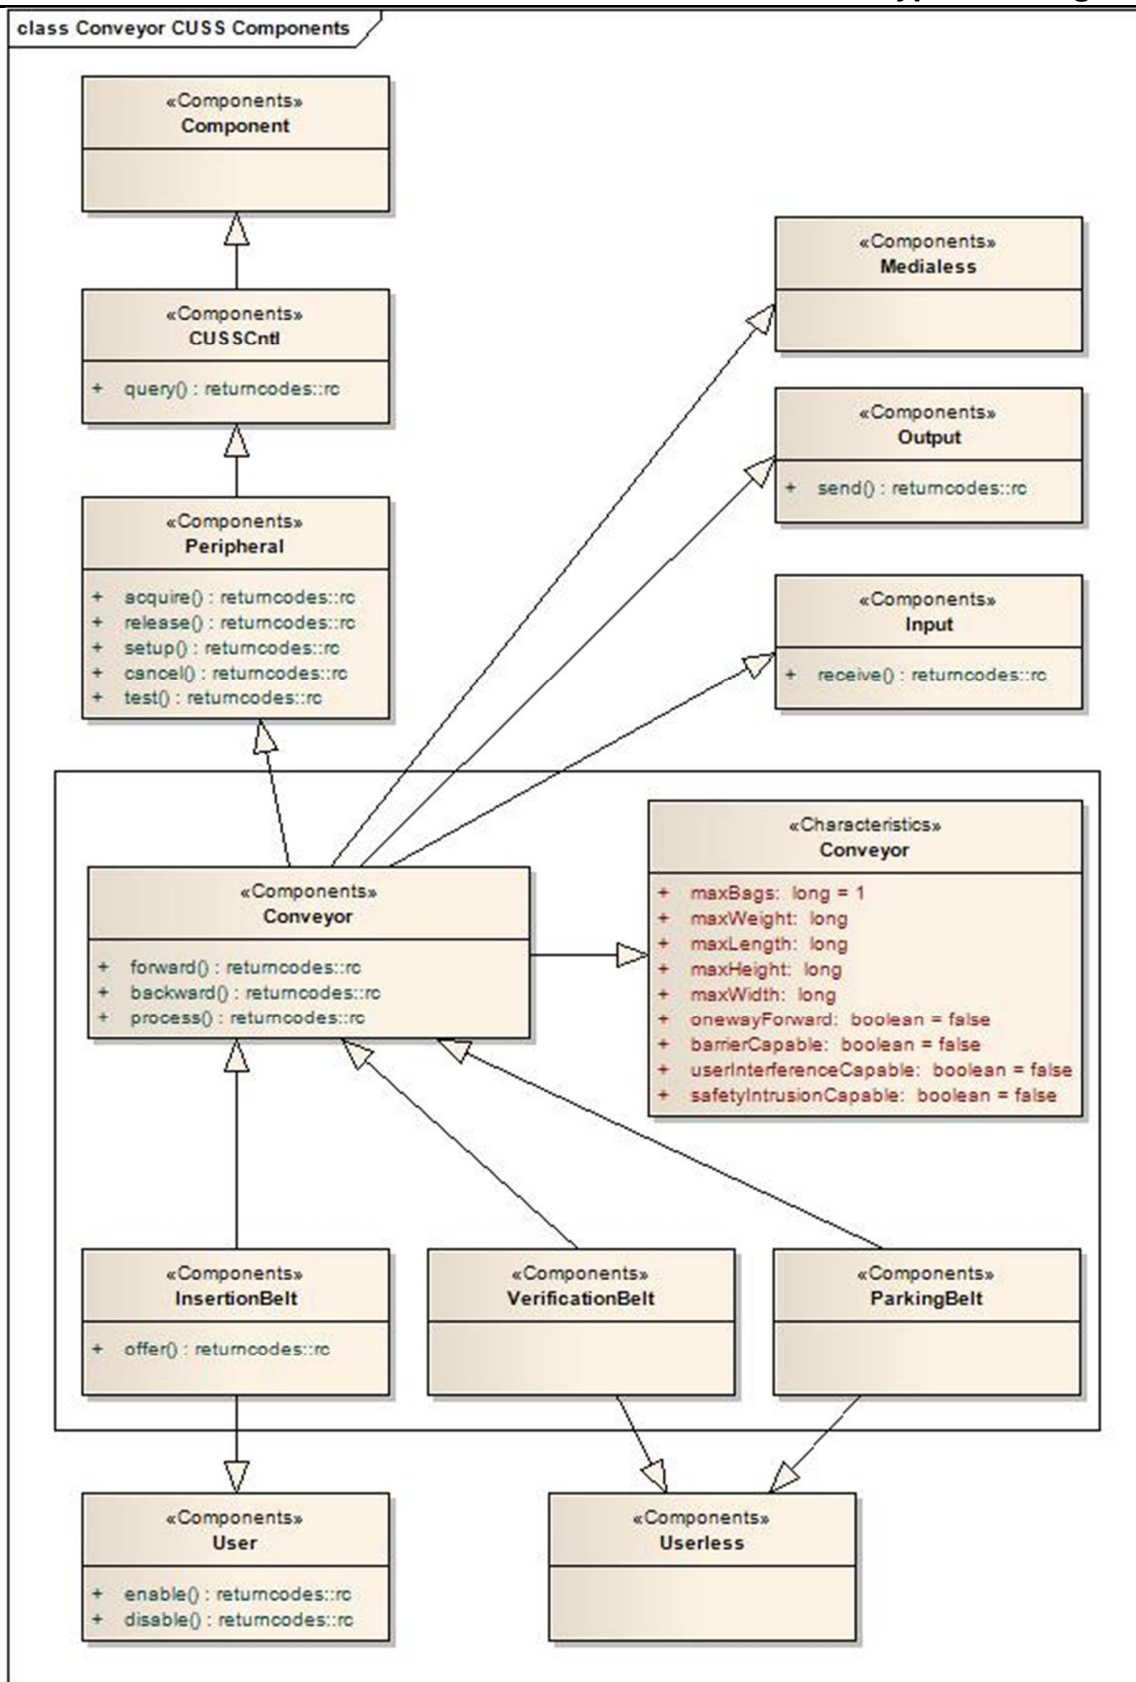 class Conveyor CUSS Components
«Components»
Component
«Components»
Medialess
«Components»
CUSSCntl
+ query() : returncodes::rc
«Components»
Output
+ send() : returncodes::rc
«Components»
Peripheral
+ acquire() : returncodes::rc
+ release() : returncodes::rc
+ setup() : returncodes::rc
+ cancel() : returncodes::rc
+ test() : returncodes::rc
«Components»
Input
+ receive() : returncodes::rc
«Characteristics»
Conveyor
+ maxBags: long = 1
+ maxWeight: long
+ maxLength: long
+ maxHeight: long
+ maxWidth: long
+ onewayForward: boolean = false
+ barrierCapable: boolean = false
+ userInterferenceCapable: boolean = false
+ safetyIntrusionCapable: boolean = false
«Components»
Conveyor
+ forward() : returncodes::rc
+ backward() : returncodes::rc
+ process() : returncodes::rc
«Components»
InsertionBelt
+ offer() : returncodes::rc
«Components»
VerificationBelt
«Components»
ParkingBelt
«Components»
User
+ enable() : returncodes::rc
+ disable() : returncodes::rc
«Components»
Userless